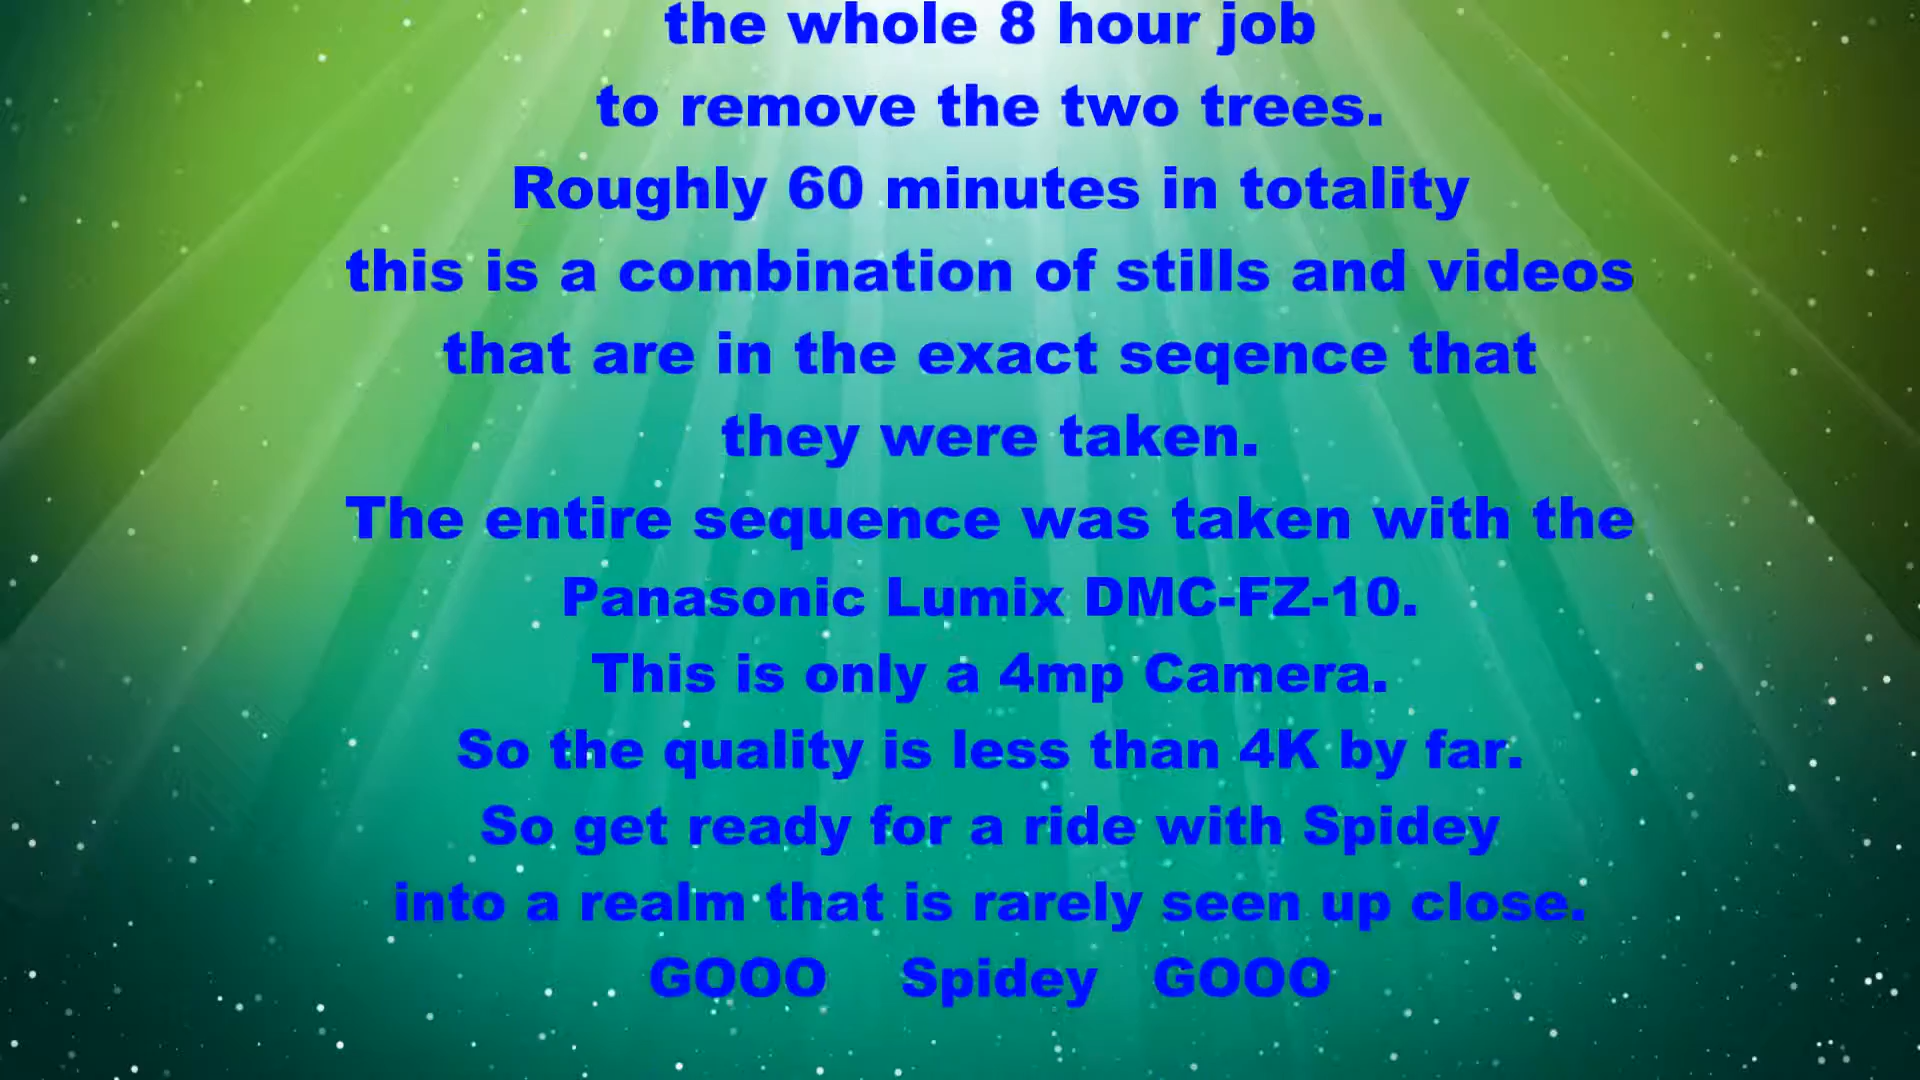 the whole 8 hour job
to remove the two trees.
Roughly 60 minutes in totality
this is a combination of stills and videos
that are in the exact seqence that
they were taken.
The entire sequence was taken with the
Panasonic Lumix DMC-FZ-10.
This is only a 4mp Camera.
So the quality is less than 4K by far.
So get ready for a ride with Spidey
into a realm that is rarely seen up close.
GOOO Spidey GOOO